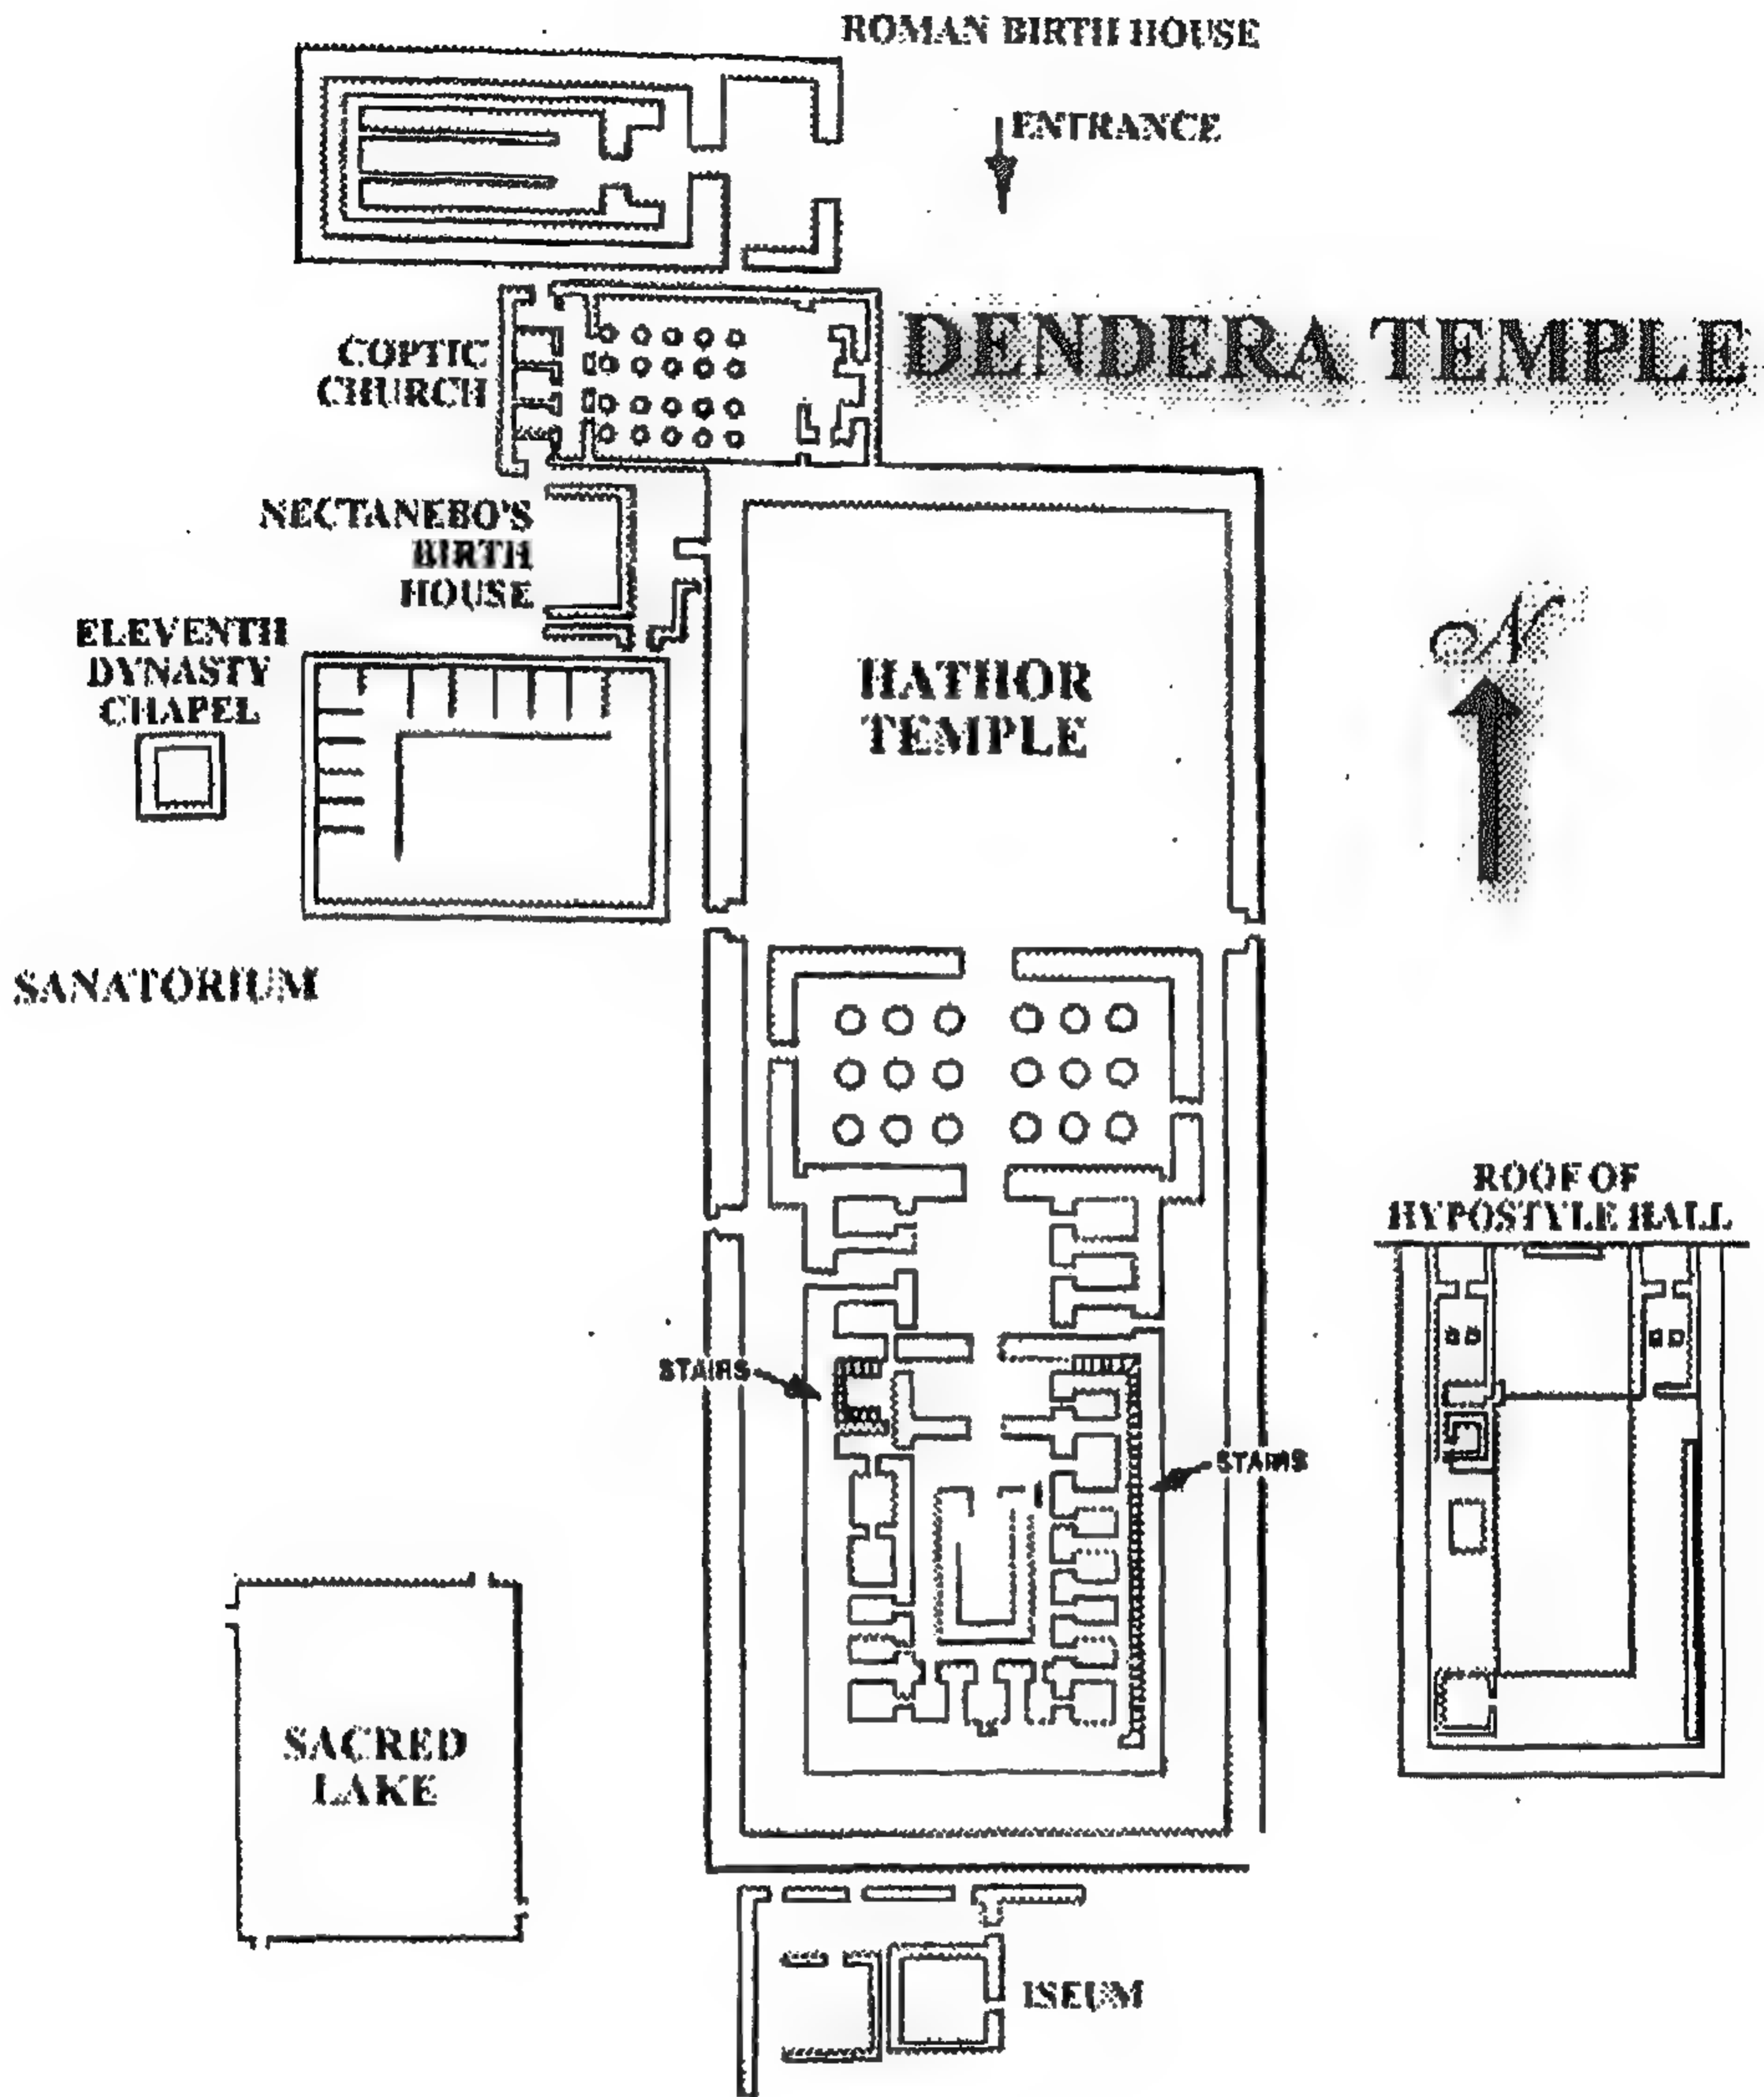 ROMAN BIRTH HOUSE
ENTRANCE
DENDERA TEMPLE
COPTIC
CHURCH
NECTANEBO'S
BIRTH
HOUSE
ELEVENTH
DYNASTY
CHAPEL
HATHOR
TEMPLE
N
SANATORIUM
ROOF OF
HYPOSTYLE HALL
STAIRS
STAIRS
SACRED
LAKE
ISEUM